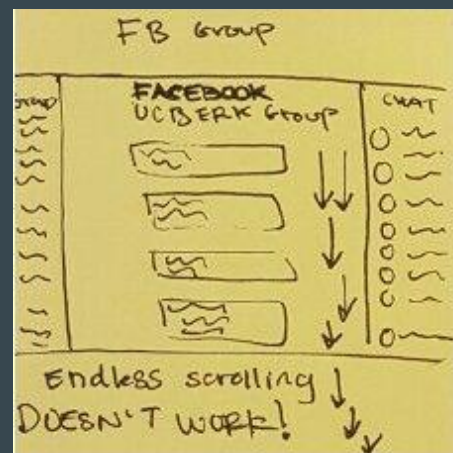 FB Group
FACEBOOK
UCBERK Group
CHAT
Endless scrolling
DOESN'T WORK!